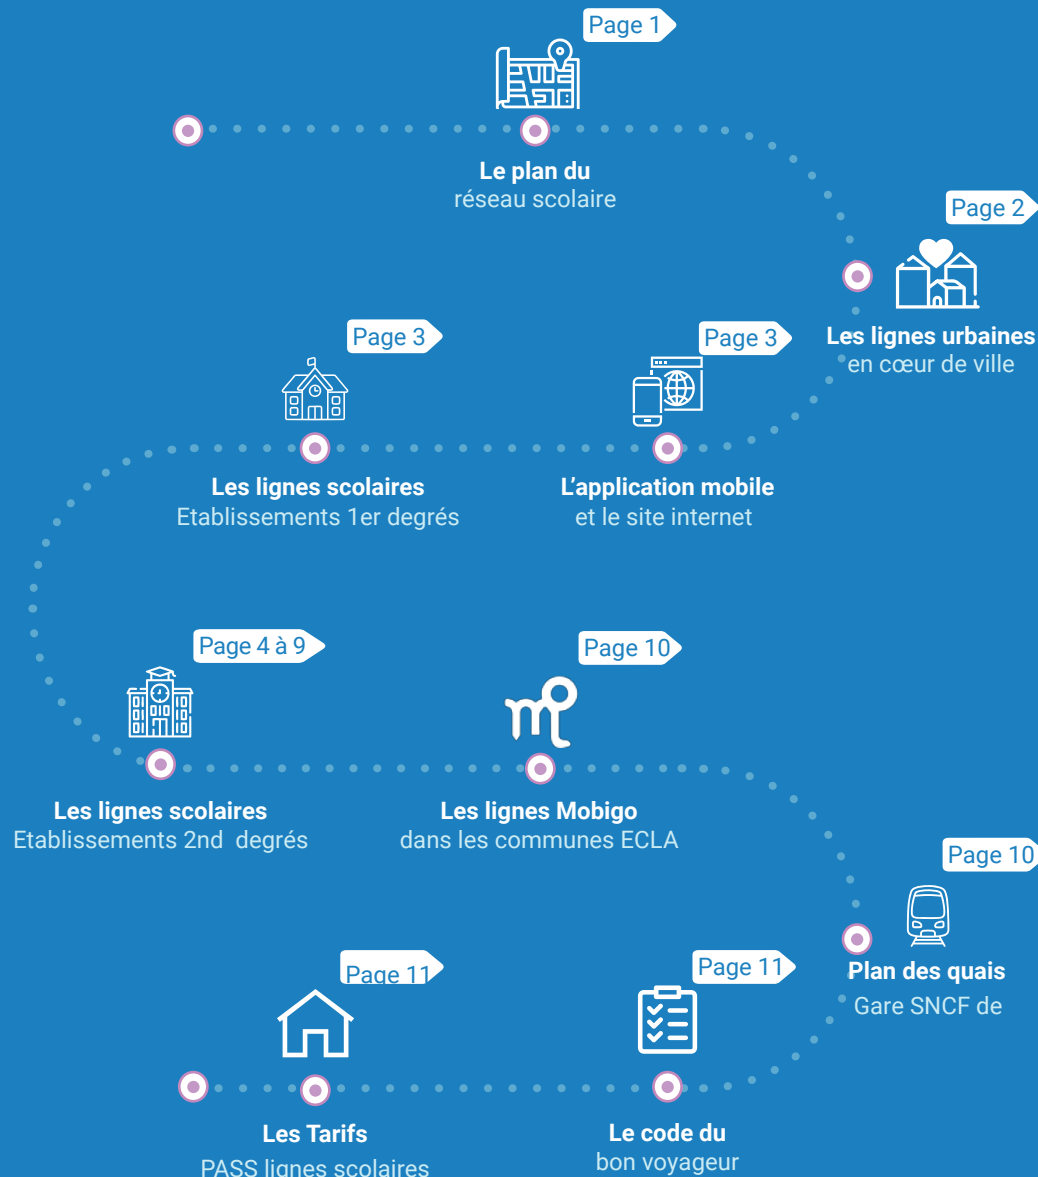 Page 1
Le plan du
réseau scolaire
Page 2
Les lignes urbaines
en cœur de ville
Page 3
L'application mobile
et le site internet
Page 3
Les lignes scolaires
Etablissements 1er degrés
Page 4 à 9
Les lignes scolaires
Etablissements 2nd degrés
Page 10
Les lignes Mobigo
dans les communes ECLA
Page 10
Plan des quais
Gare SNCF de
Page 11
Le code du
bon voyageur
Page 11
Les Tarifs
PASS lignes scolaires